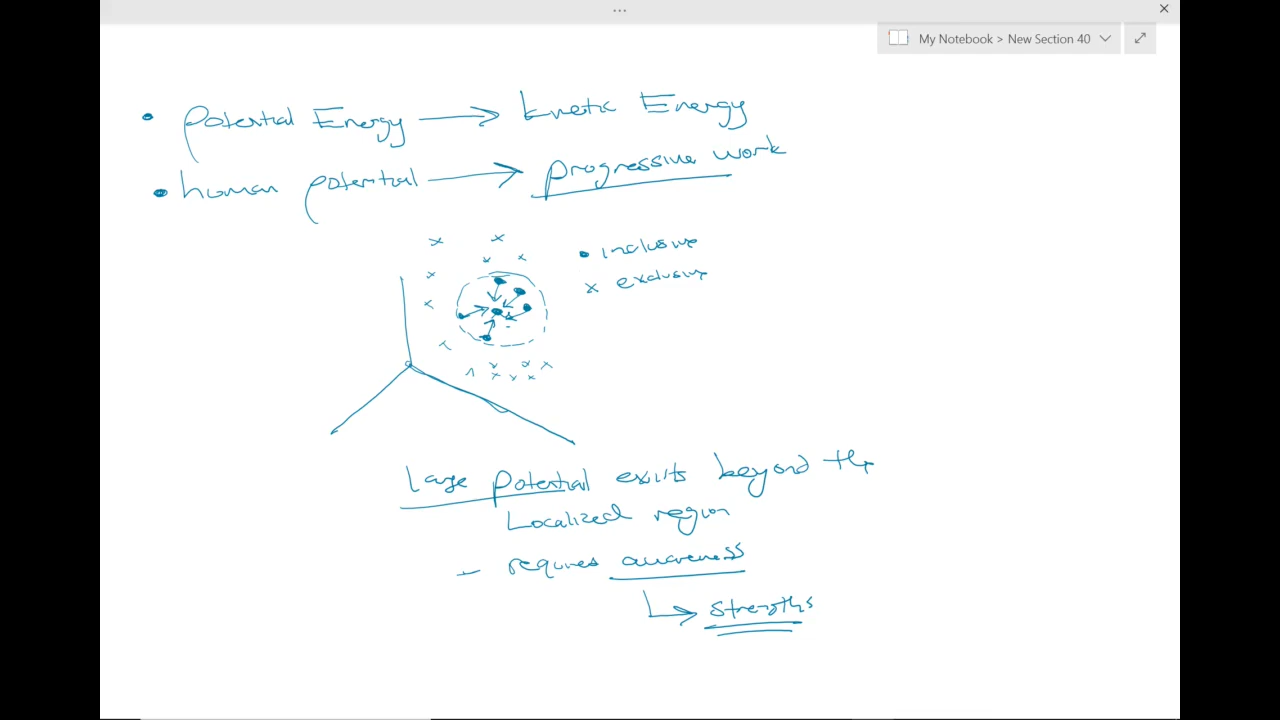 My Notebook > New Section 40
• Potential Energy → kinetic Energy
• human potential → progressive work
• inclusive
x exclusive
Large Potential exists beyond the
Localized region
- requires awareness
↳ strengths